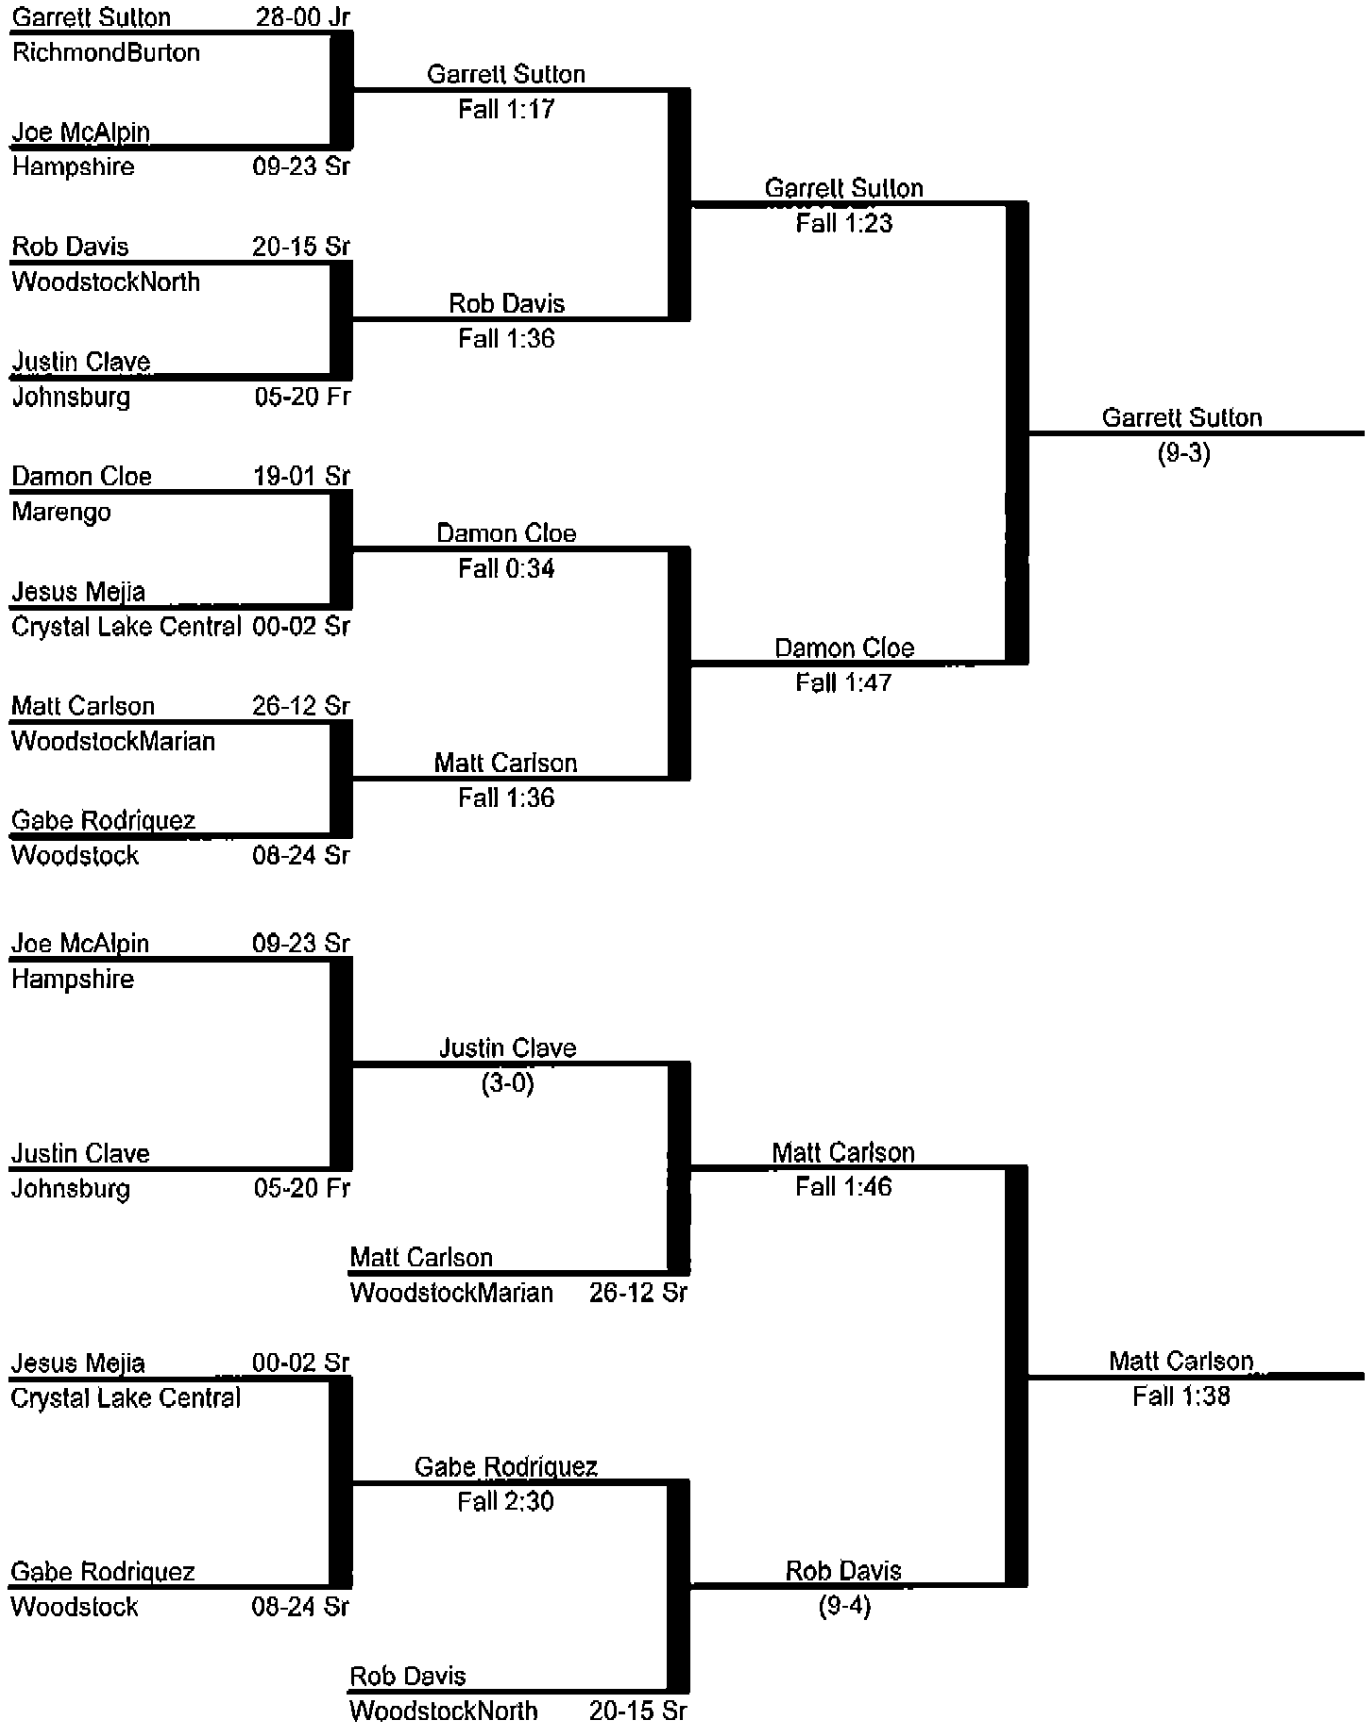 Garrett Sutton 28-00 Jr
RichmondBurton
Garrett Sutton
Fall 1:17
Joe McAlpin
Hampshire 09-23 Sr
Garrett Sutton
Fall 1:23
Rob Davis 20-15 Sr
WoodstockNorth
Rob Davis
Fall 1:36
Justin Clave
Johnsburg 05-20 Fr
Garrett Sutton
(9-3)
Damon Cloe 19-01 Sr
Marengo
Damon Cloe
Fall 0:34
Jesus Mejia
Crystal Lake Central 00-02 Sr
Damon Cloe
Fall 1:47
Matt Carlson 26-12 Sr
WoodstockMarian
Matt Carlson
Fall 1:36
Gabe Rodriquez
Woodstock 08-24 Sr
Joe McAlpin 09-23 Sr
Hampshire
Justin Clave
(3-0)
Justin Clave
Johnsburg 05-20 Fr
Matt Carlson
Fall 1:46
Matt Carlson
WoodstockMarian 26-12 Sr
Jesus Mejia 00-02 Sr
Crystal Lake Central
Matt Carlson
Fall 1:38
Gabe Rodriquez
Fall 2:30
Gabe Rodriquez
Woodstock 08-24 Sr
Rob Davis
(9-4)
Rob Davis
WoodstockNorth 20-15 Sr